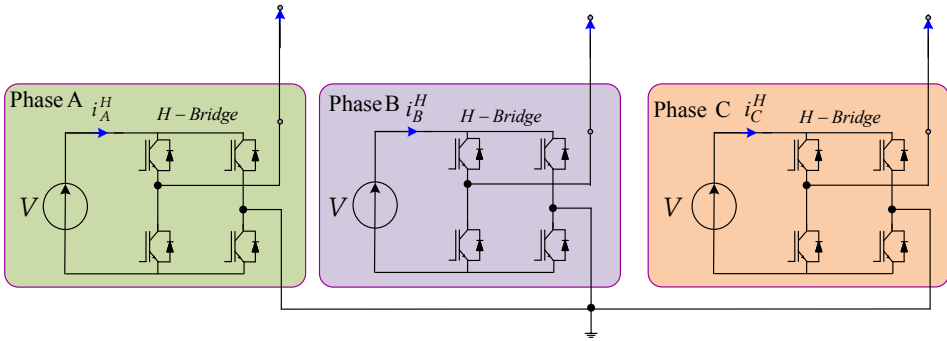 Phase A
i_A^H
H – Bridge
V
Phase B
i_B^H
H – Bridge
V
Phase C
i_C^H
H – Bridge
V